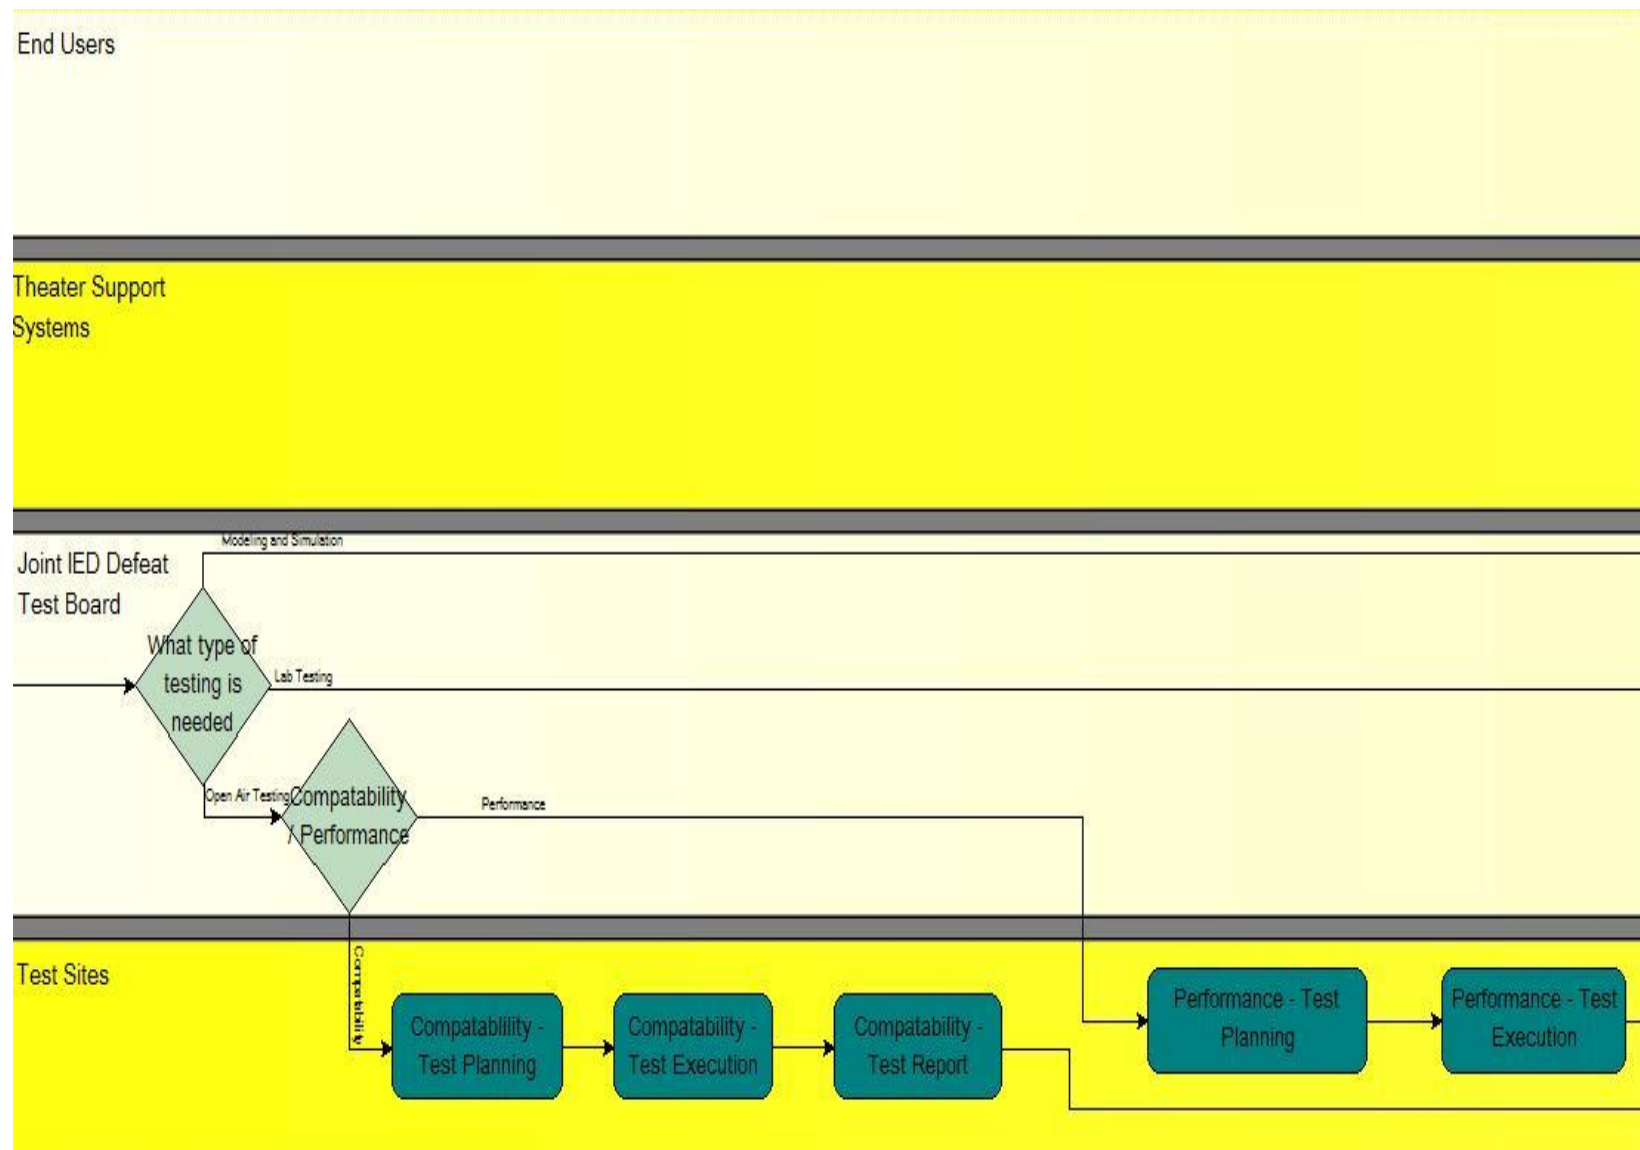 End Users
Theater Support
Systems
Modeling and Simulation
Joint IED Defeat
Test Board
What type of
testing is
needed
Lab Testing
Open Air Testing
Compatability
/ Performance
Performance
Compatability
Test Sites
Compatablility -
Test Planning
Compatability -
Test Execution
Compatability -
Test Report
Performance - Test
Planning
Performance - Test
Execution